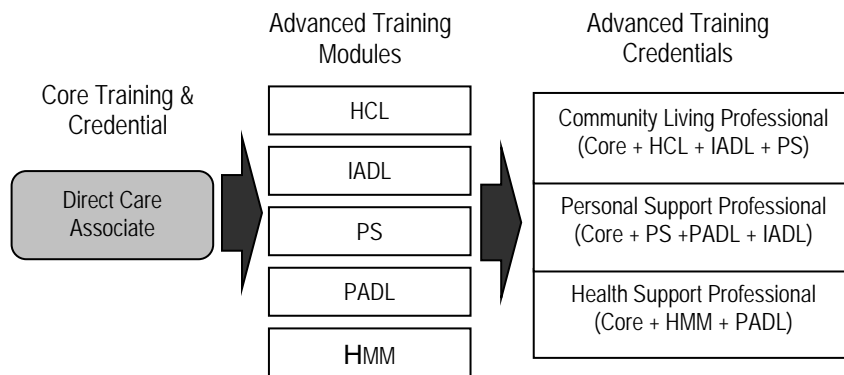 Core Training &
Credential
Direct Care
Associate
Advanced Training
Modules
HCL
IADL
PS
PADL
HMM
Advanced Training
Credentials
Community Living Professional
(Core + HCL + IADL + PS)
Personal Support Professional
(Core + PS +PADL + IADL)
Health Support Professional
(Core + HMM + PADL)